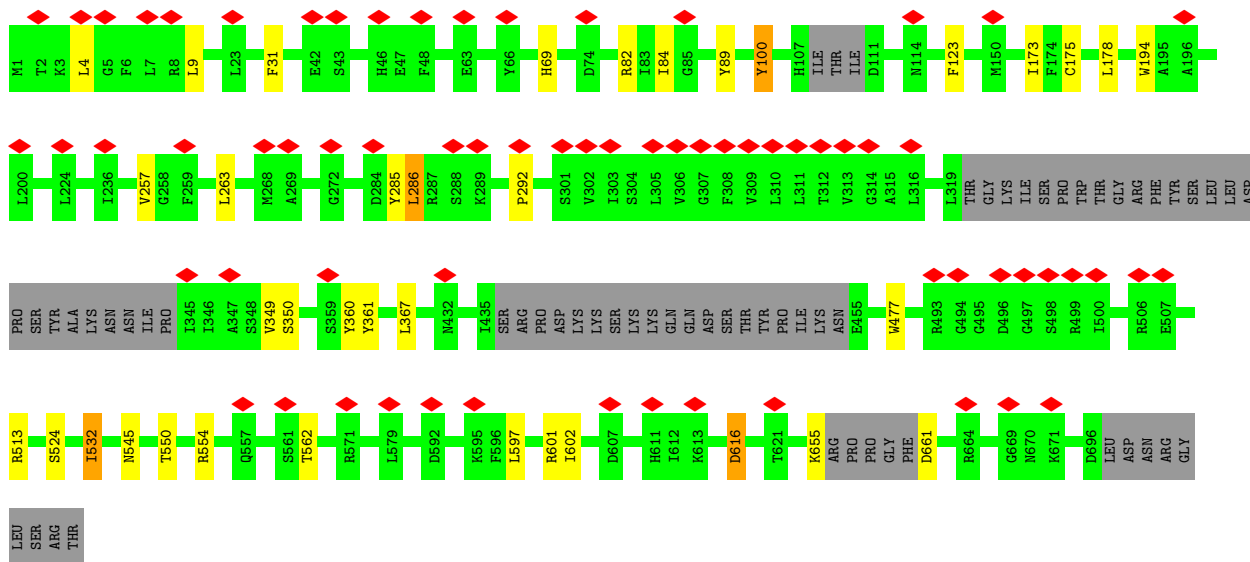 M1 T2 K3 L4 G5 F6 L7 R8 L9 L23 F31 E42 S43 H46 E47 F48 E63 Y66 H69 D74 R82 I83 I84 G85 Y89 Y100 H107 ILE THR ILE D111 N114 F123 M150 I173 F174 C175 L178 W194 A195 A196
L200 L224 I236 V257 G258 F259 L263 M268 A269 G272 D284 Y285 L286 R287 S288 K289 P292 S301 V302 I303 S304 L305 V306 G307 F308 V309 L310 L311 T312 V313 G314 A315 L316 L319 THR GLY LYS ILE SER PRO TRP THR GLY ARG PHE TYR SER LEU LEU ASP
PRO SER TYR ALA LYS ASN ASN ILE PRO I345 I346 A347 S348 V349 S350 S359 Y360 Y361 L367 N432 I435 SER ARG PRO ASP LYS LYS SER LYS LYS GLN GLN ASP SER THR TYR PRO ILE LYS ASN E455 W477 R493 G494 G495 D496 G497 S498 R499 I500 R506 E507
R513 S524 I532 N545 T550 R554 Q557 S561 T562 R571 L579 D592 K595 F596 L597 R601 I602 D607 H611 I612 K613 D616 T621 K655 ARG PRO PRO GLY PHE D661 R664 G669 N670 K671 D696 LEU ASP ASN ARG GLY
LEU SER ARG THR